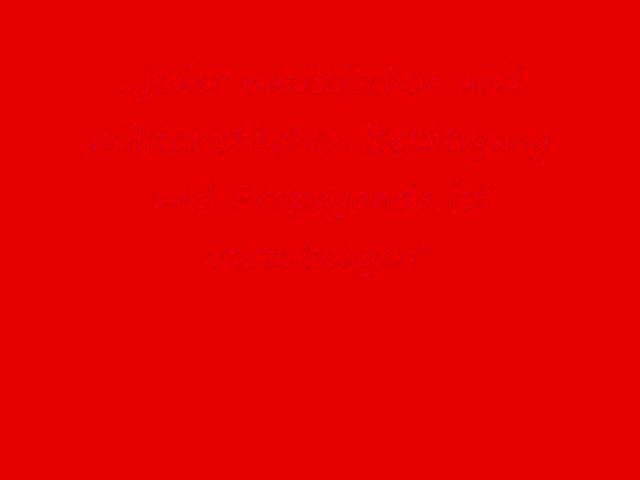 „jeder nazistischen und
militaristischen Betätigung
und Propaganda ist
vorzubeugen“